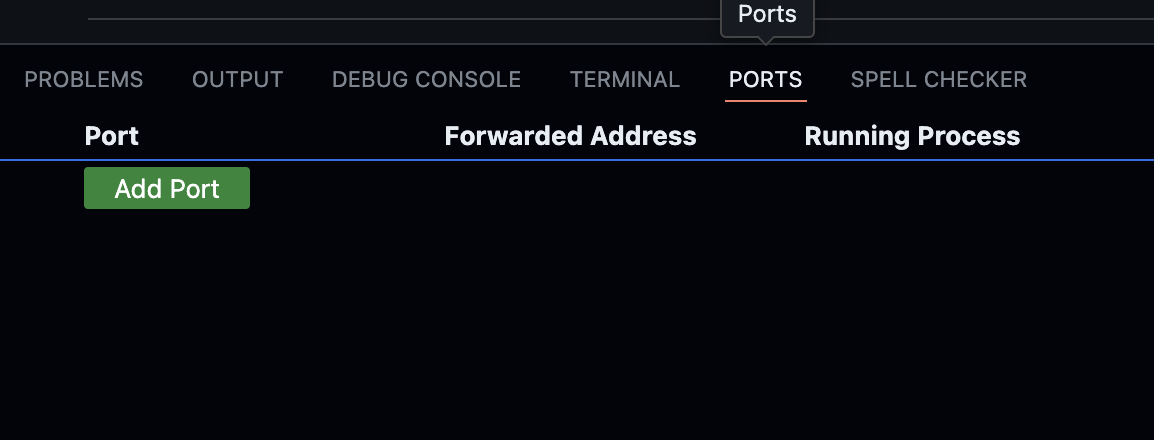 Ports
PROBLEMS OUTPUT DEBUG CONSOLE TERMINAL PORTS SPELL CHECKER
Port Forwarded Address Running Process
Add Port